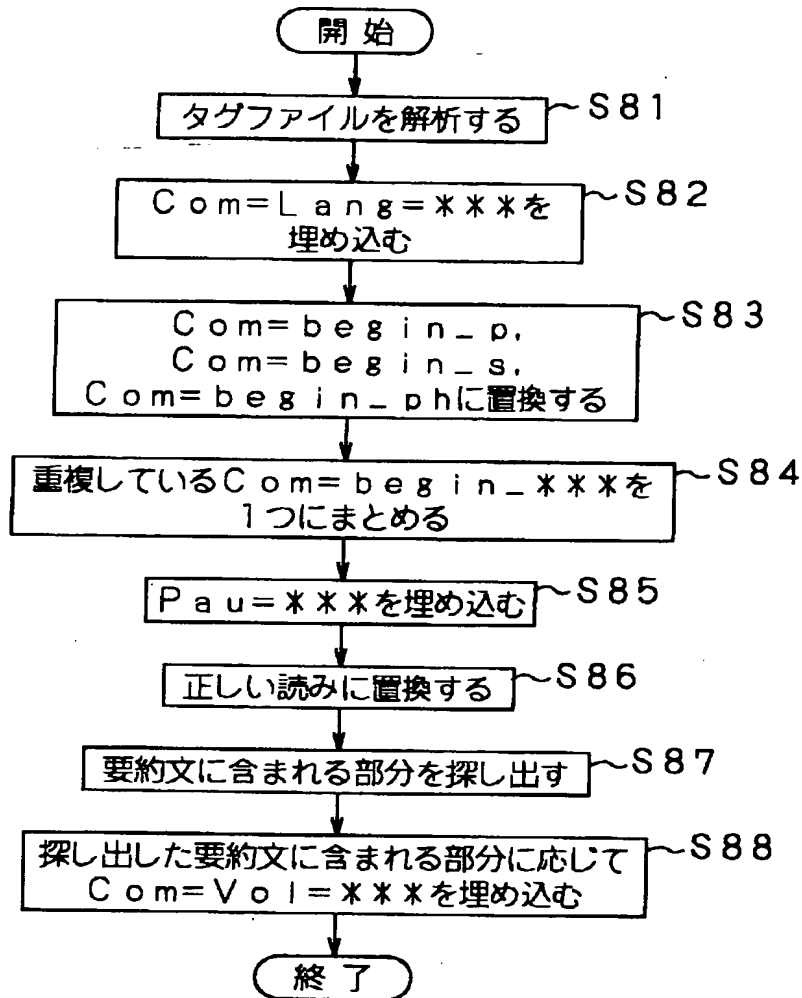 開始
タグファイルを解析する
S81
Com=Lang=***を
埋め込む
S82
Com=begin_p,
Com=begin_s,
Com=begin_phに置換する
S83
重複しているCom=begin_***を
1つにまとめる
S84
Pau=***を埋め込む
S85
正しい読みに置換する
S86
要約文に含まれる部分を探し出す
S87
探し出した要約文に含まれる部分に応じて
Com=Vol=***を埋め込む
S88
終了